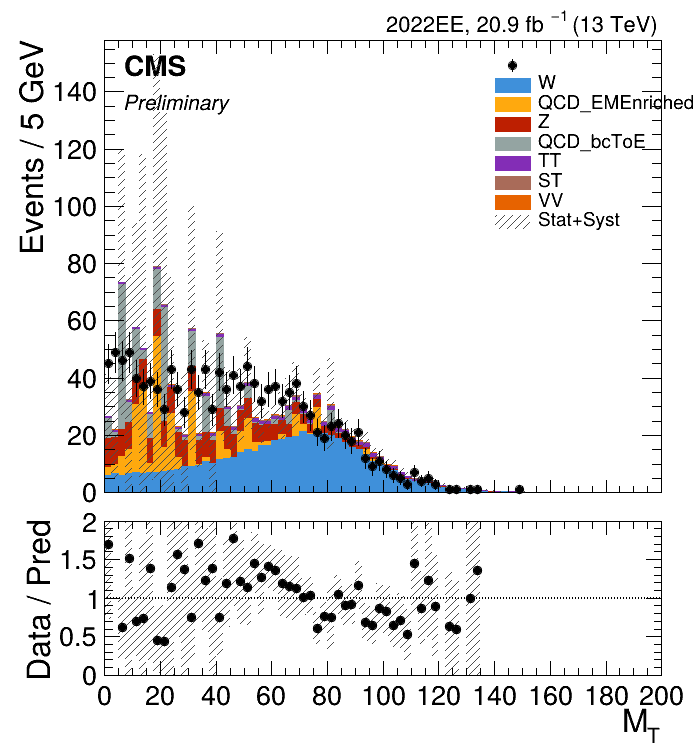 2022EE, 20.9 fb ⁻¹ (13 TeV)
Events / 5 GeV
CMS
Preliminary
W
QCD_EMEnriched
Z
QCD_bcToE
TT
ST
VV
Stat+Syst
140
120
100
80
60
40
20
0
Data / Pred
2
1.5
1
0.5
0
0 20 40 60 80 100 120 140 160 180 200
M_T